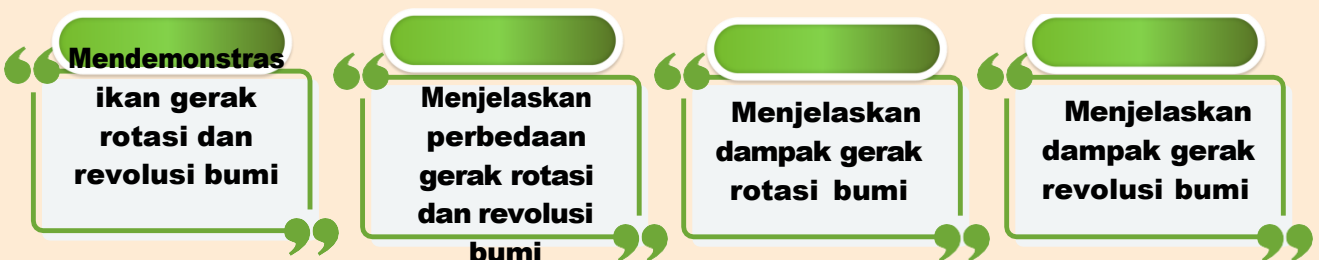 Mendemonstras
ikan gerak
rotasi dan
revolusi bumi
Menjelaskan
perbedaan
gerak rotasi
dan revolusi
bumi
Menjelaskan
dampak gerak
rotasi bumi
Menjelaskan
dampak gerak
revolusi bumi